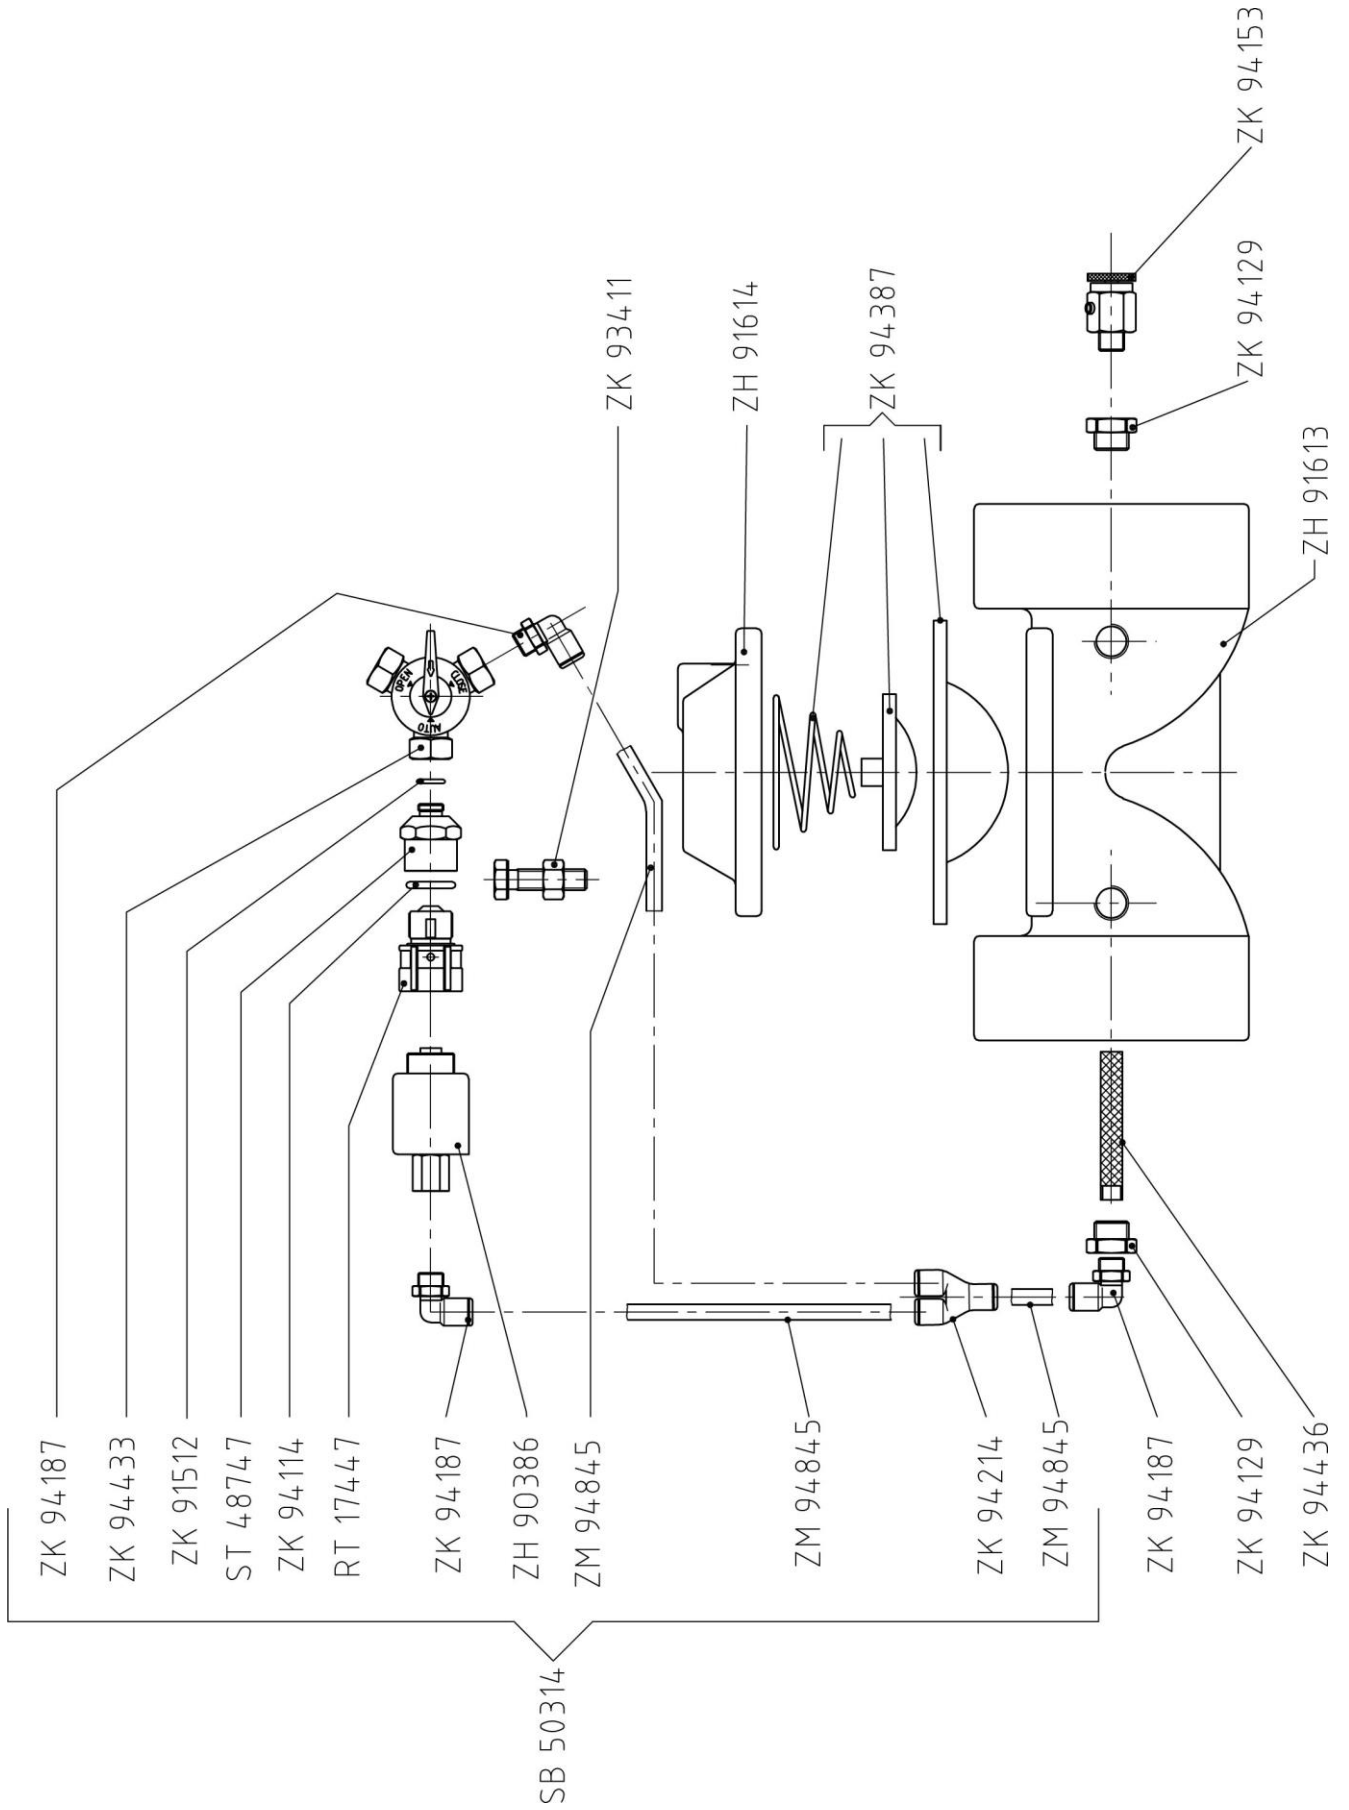 ZK 94187
ZK 94433
ZK 91512
ST 48747
ZK 94114
RT 17447
ZK 94187
ZH 90386
ZM 94845
ZM 94845
ZK 94214
ZM 94845
ZK 94187
ZK 94129
ZK 94436
SB 50314
ZK 93411
ZH 91614
ZK 94387
ZK 94153
ZK 94129
ZH 91613
OPEN
CLOSE
AUTO